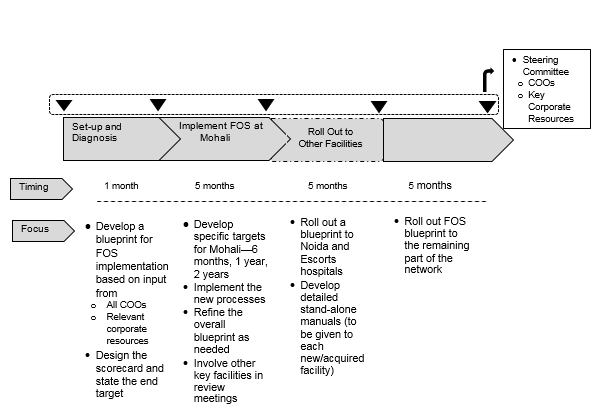 • Steering
Committee
o COOs
o Key
Corporate
Resources
Set-up and
Diagnosis
Implement FOS at
Mohali
Roll Out to
Other Facilities
Timing
1 month
5 months
5 months
5 months
Focus
• Develop a
blueprint for
FOS
implementation
based on input
from
o All COOs
o Relevant
corporate
resources
• Design the
scorecard and
state the end
target
• Develop
specific targets
for Mohali—6
months, 1 year,
2 years
• Implement the
new processes
• Refine the
overall
blueprint as
needed
• Involve other
key facilities in
review
meetings
• Roll out a
blueprint to
Noida and
Escorts
hospitals
• Develop
detailed
stand-alone
manuals (to
be given to
each
new/acquired
facility)
• Roll out FOS
blueprint to
the remaining
part of the
network